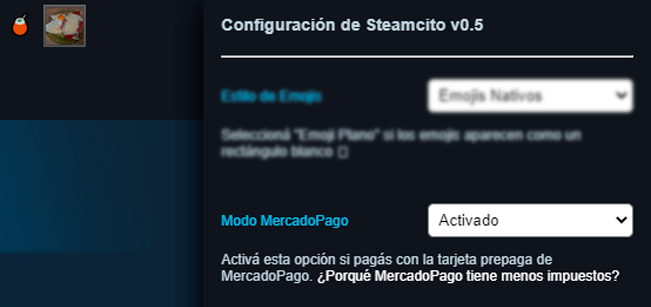 Configuración de Steamcito v0.5
Estilo de Emojis
Emojis Nativos
Seleccioná "Emoji Plano" si los emojis aparecen como un
rectángulo blanco
Modo MercadoPago
Activado
Activá esta opción si pagás con la tarjeta prepaga de
MercadoPago. ¿Porqué MercadoPago tiene menos impuestos?